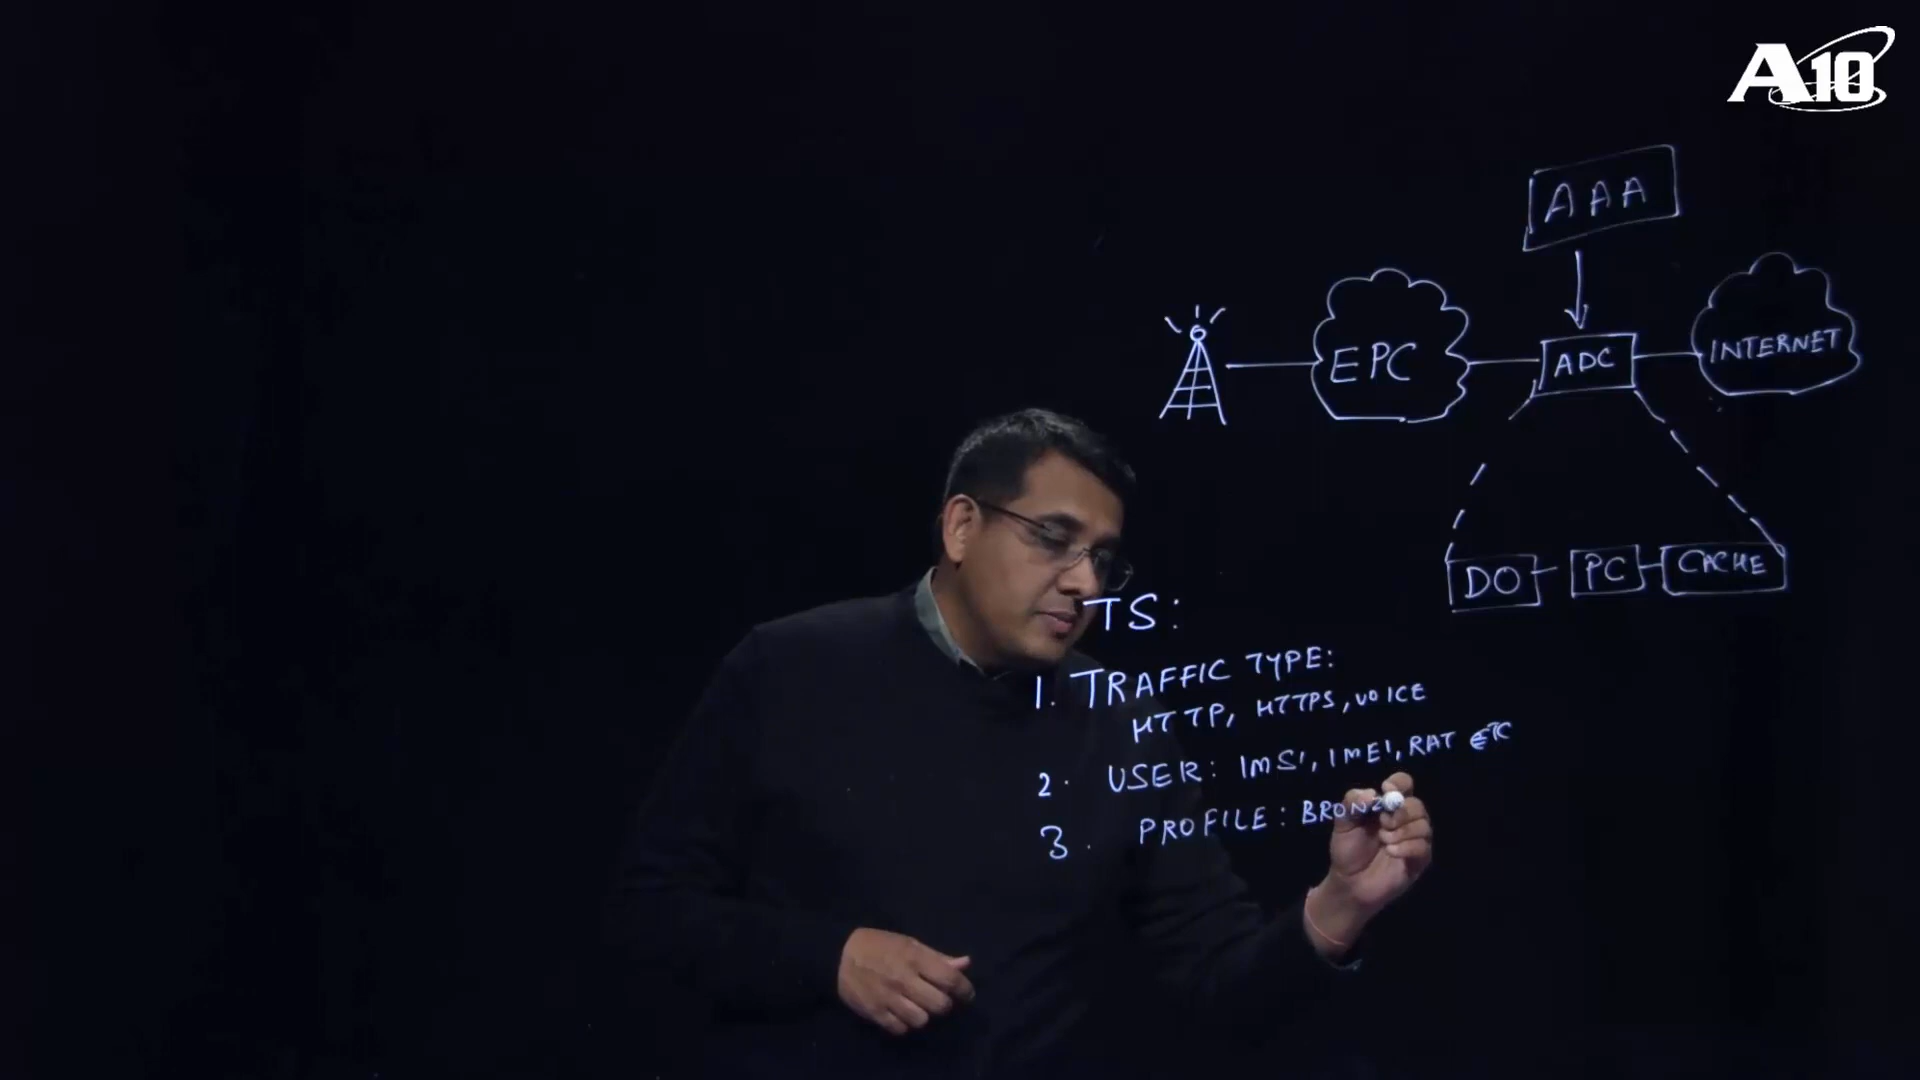 A10
AAA
EPC
ADC
INTERNET
DO
PC
CACHE
TS:
1. TRAFFIC TYPE:
HTTP, HTTPS, VOICE
2. USER: IMSI, IMEI, RAT ETC
3. PROFILE: BRONZ